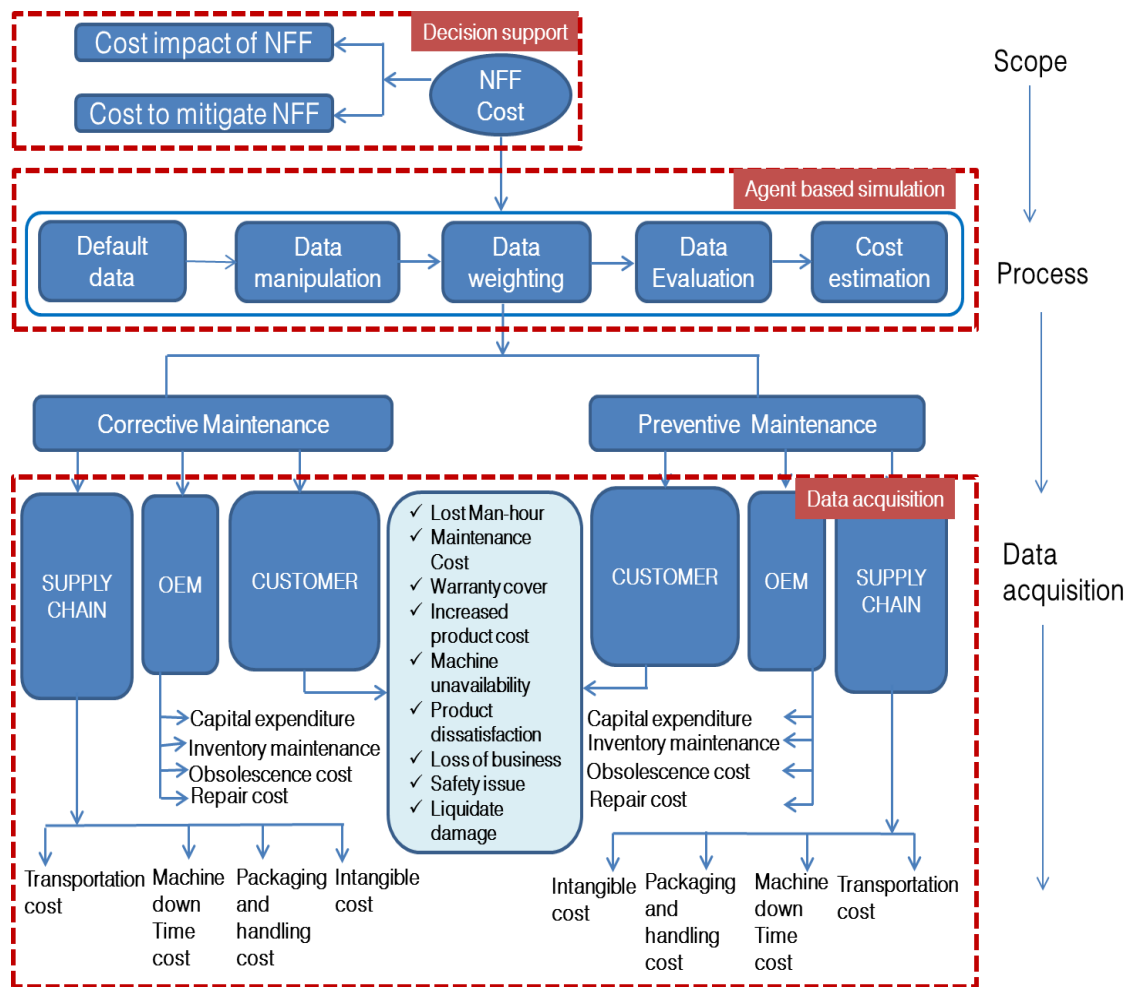 Decision support
Cost impact of NFF
Cost to mitigate NFF
NFF
Cost
Scope
Agent based simulation
Default
data
Data
manipulation
Data
weighting
Data
Evaluation
Cost
estimation
Process
Corrective Maintenance
Preventive Maintenance
Data acquisition
SUPPLY
CHAIN
OEM
CUSTOMER
✓ Lost Man-hour
✓ Maintenance
Cost
✓ Warranty cover
✓ Increased
product cost
✓ Machine
unavailability
✓ Product
dissatisfaction
✓ Loss of business
✓ Safety issue
✓ Liquidate
damage
CUSTOMER
OEM
SUPPLY
CHAIN
Data
acquisition
Capital expenditure
Inventory maintenance
Obsolescence cost
Repair cost
Capital expenditure
Inventory maintenance
Obsolescence cost
Repair cost
Transportation
cost
Machine
down
Time
cost
Packaging
and
handling
cost
Intangible
cost
Intangible
cost
Packaging
and
handling
cost
Machine
down
Time
cost
Transportation
cost